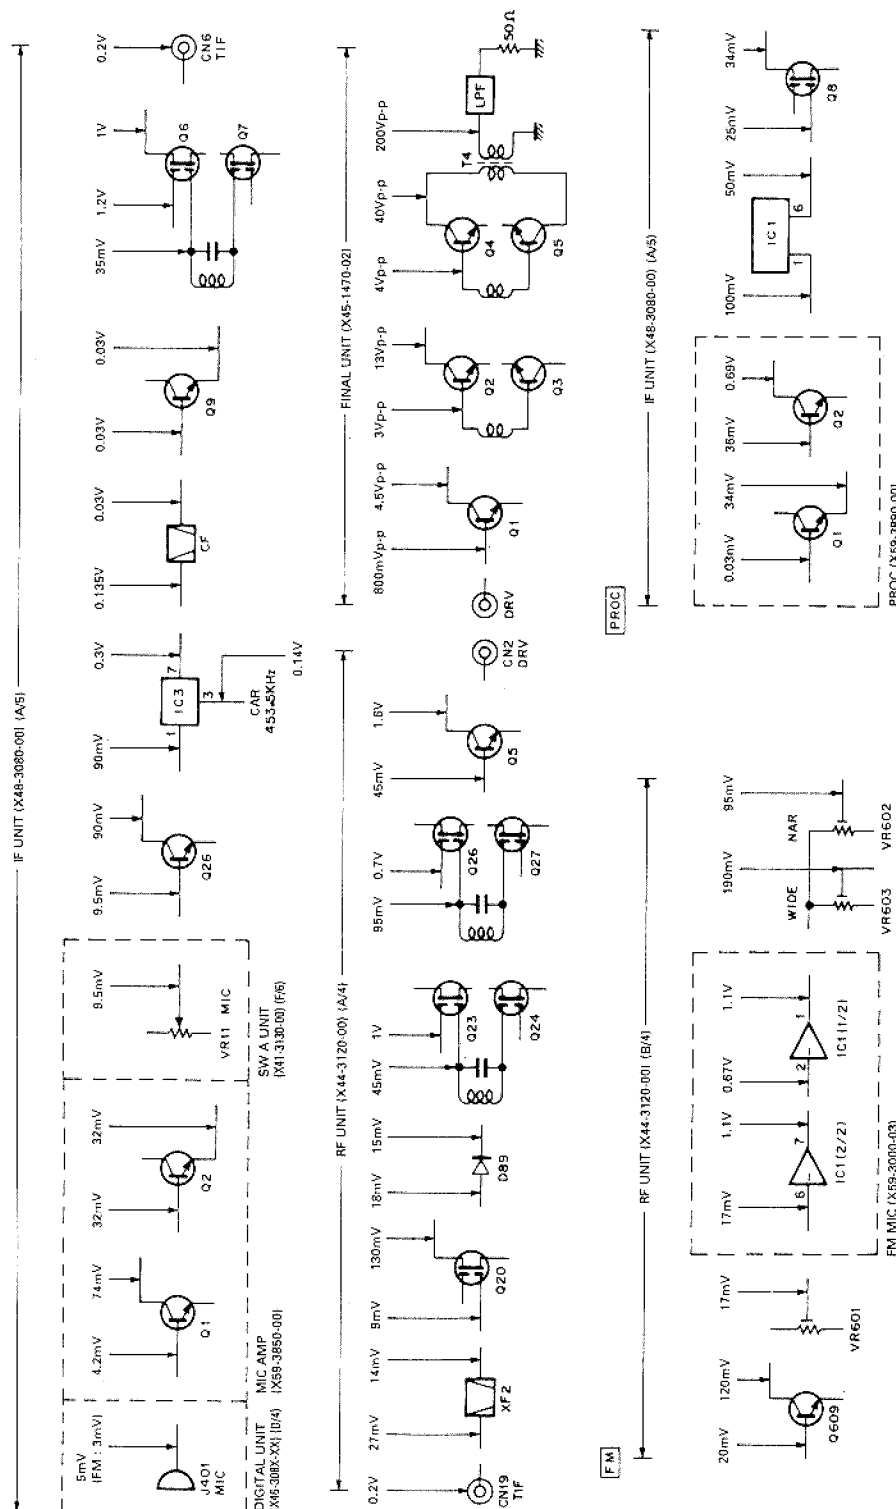 IF UNIT (X48-3080-00) (A/5)
5mV
(FM : 3mV)
J401
MIC
DIGITAL UNIT
(X46-308X-XX) (D/4)
4.2mV
74mV
Q1
32mV
32mV
Q2
MIC AMP
(X59-3850-00)
9.5mV
VR11 MIC
SW A UNIT
(X41-3130-00) (F/6)
9.5mV
90mV
Q26
90mV
0.3V
1
IC3
7
3
CAR
453.5KHz
0.14V
0.135V
0.03V
CF
0.03V
0.03V
Q9
35mV
1.2V
1V
Q6
Q7
0.2V
CN6
TIF
RF UNIT (X44-3120-00) (A/4)
0.2V
CN19
TIF
27mV
14mV
XF2
9mV
130mV
Q20
18mV
15mV
D89
45mV
1V
Q23
Q24
95mV
0.7V
Q26
Q27
45mV
1.6V
Q5
CN2
DRV
FINAL UNIT (X45-1470-02)
DRV
800mVp-p
4.5Vp-p
Q1
3Vp-p
13Vp-p
Q2
Q3
4Vp-p
40Vp-p
Q4
Q5
T4
200Vp-p
LPF
50Ω
FM
RF UNIT (X44-3120-00) (B/4)
20mV
120mV
Q609
17mV
VR601
17mV
1.1V
6
7
IC1(2/2)
0.67V
1.1V
2
1
IC1(1/2)
FM MIC (X59-3000-03)
190mV
WIDE
VR603
95mV
NAR
VR602
PROC
IF UNIT (X48-3080-00) (A/5)
0.03mV
34mV
Q1
35mV
0.69V
Q2
PROC (X59-3890-00)
100mV
50mV
1
IC1
6
25mV
34mV
Q8